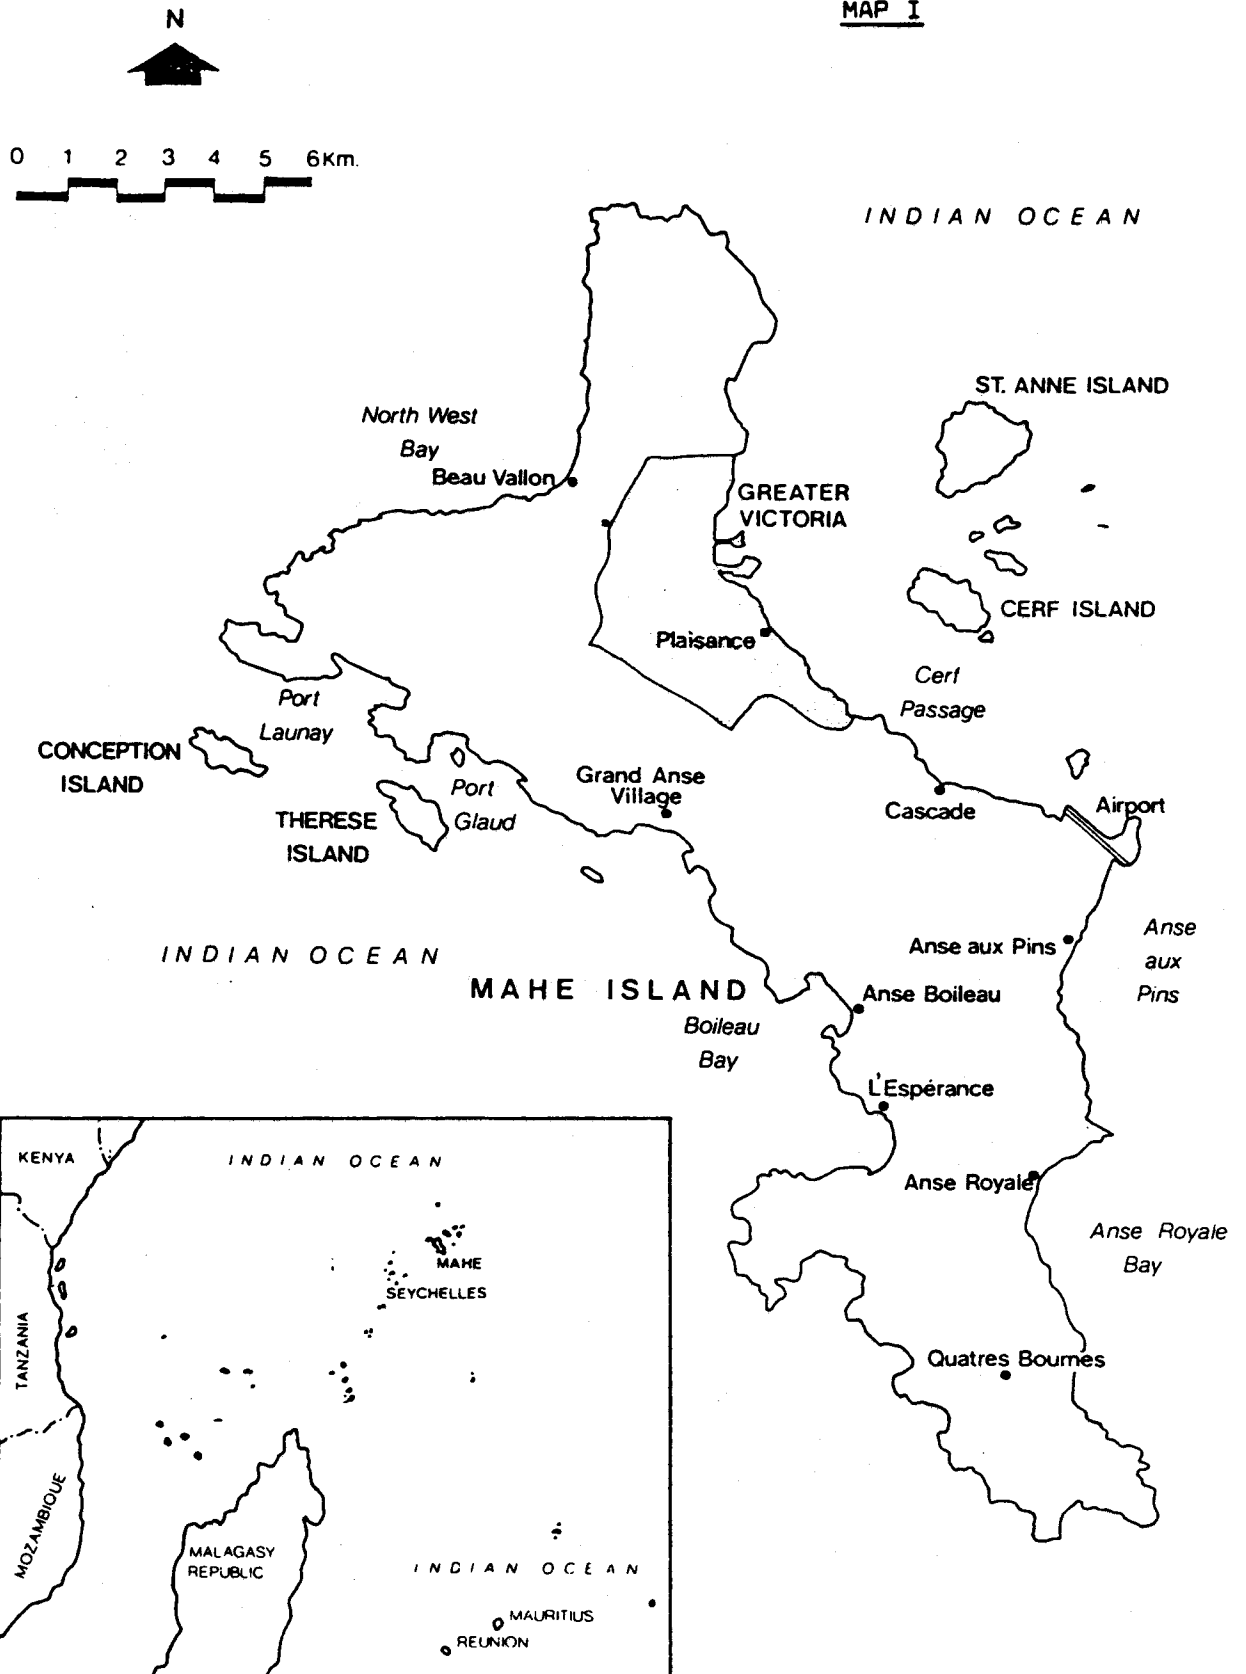 MAP I
N
0 1 2 3 4 5 6Km.
INDIAN OCEAN
ST. ANNE ISLAND
North West
Bay
Beau Vallon
GREATER
VICTORIA
CERF ISLAND
Plaisance
Cerf
Passage
Port
Launay
CONCEPTION
ISLAND
Grand Anse
Village
Port
Glaud
THERESE
ISLAND
Cascade
Airport
Anse aux Pins
Anse
aux
Pins
INDIAN OCEAN
MAHE ISLAND
Anse Boileau
Boileau
Bay
L'Espérance
Anse Royale
Anse Royale
Bay
Quatres Bournes
KENYA
INDIAN OCEAN
MAHE
SEYCHELLES
TANZANIA
MOZAMBIQUE
MALAGASY
REPUBLIC
INDIAN OCEAN
MAURITIUS
REUNION